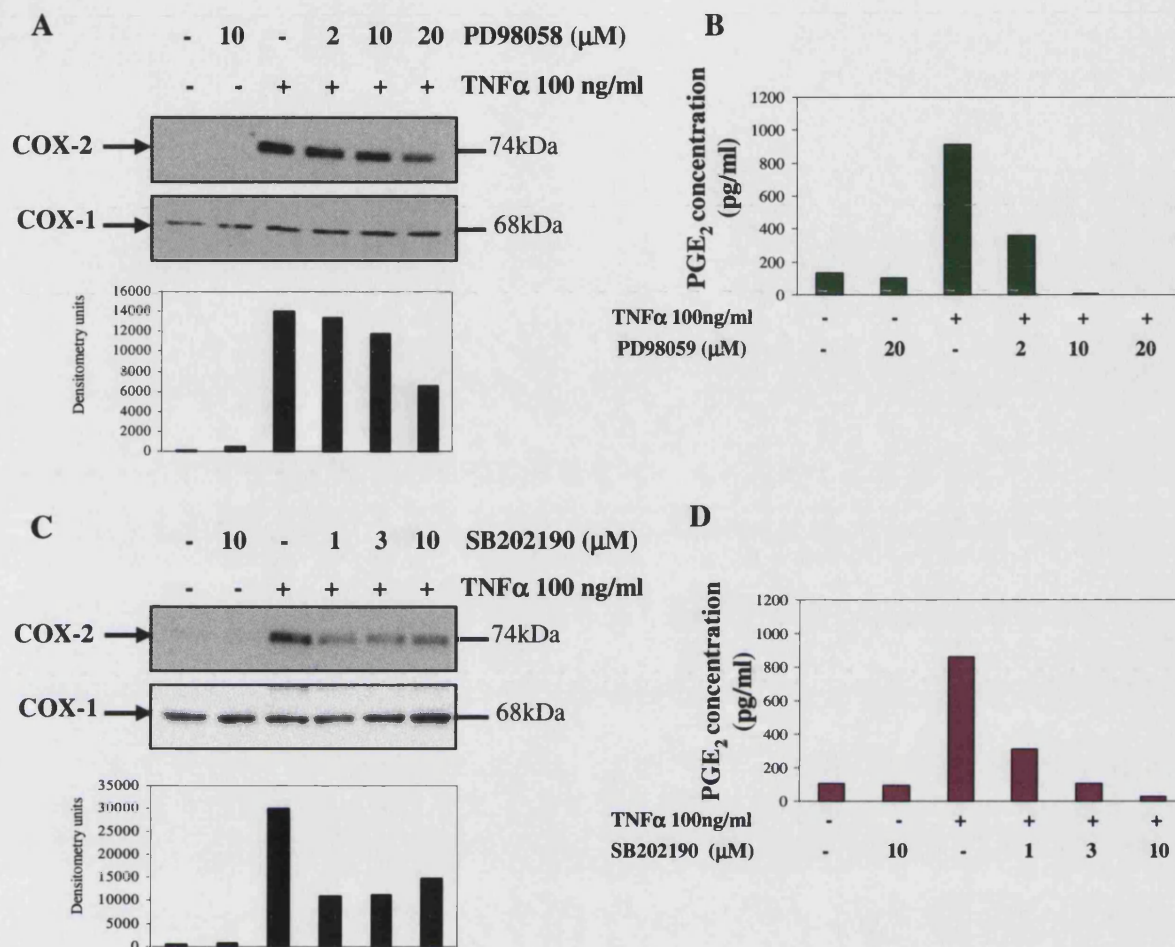 A
- 10 - 2 10 20 PD98058 (µM)
- - + + + + TNFα 100 ng/ml
COX-2 74kDa
COX-1 68kDa
Densitometry units
16000
14000
12000
10000
8000
6000
4000
2000
0
B
PGE2 concentration
(pg/ml)
1200
1000
800
600
400
200
0
TNFα 100ng/ml - - + + + +
PD98059 (µM) - 20 - 2 10 20
C
- 10 - 1 3 10 SB202190 (µM)
- - + + + + TNFα 100 ng/ml
COX-2 74kDa
COX-1 68kDa
Densitometry units
35000
30000
25000
20000
15000
10000
5000
0
D
PGE2 concentration
(pg/ml)
1200
1000
800
600
400
200
0
TNFα 100ng/ml - - + + + +
SB202190 (µM) - 10 - 1 3 10